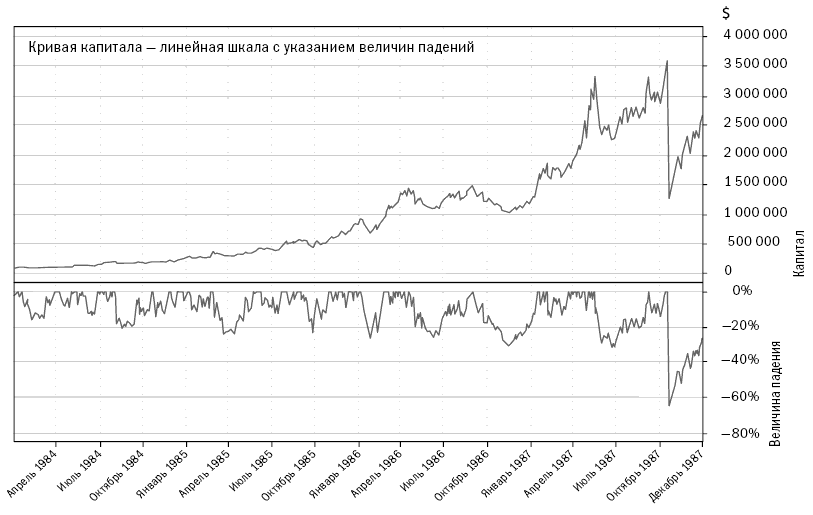 $
Кривая капитала — линейная шкала с указанием величин падений
4 000 000
3 500 000
3 000 000
2 500 000
2 000 000
1 500 000
1 000 000
500 000
0
Капитал
0%
−20%
−40%
−60%
−80%
Величина падения
Апрель 1984
Июль 1984
Октябрь 1984
Январь 1985
Апрель 1985
Июль 1985
Октябрь 1985
Январь 1986
Апрель 1986
Июль 1986
Октябрь 1986
Январь 1987
Апрель 1987
Июль 1987
Октябрь 1987
Декабрь 1987